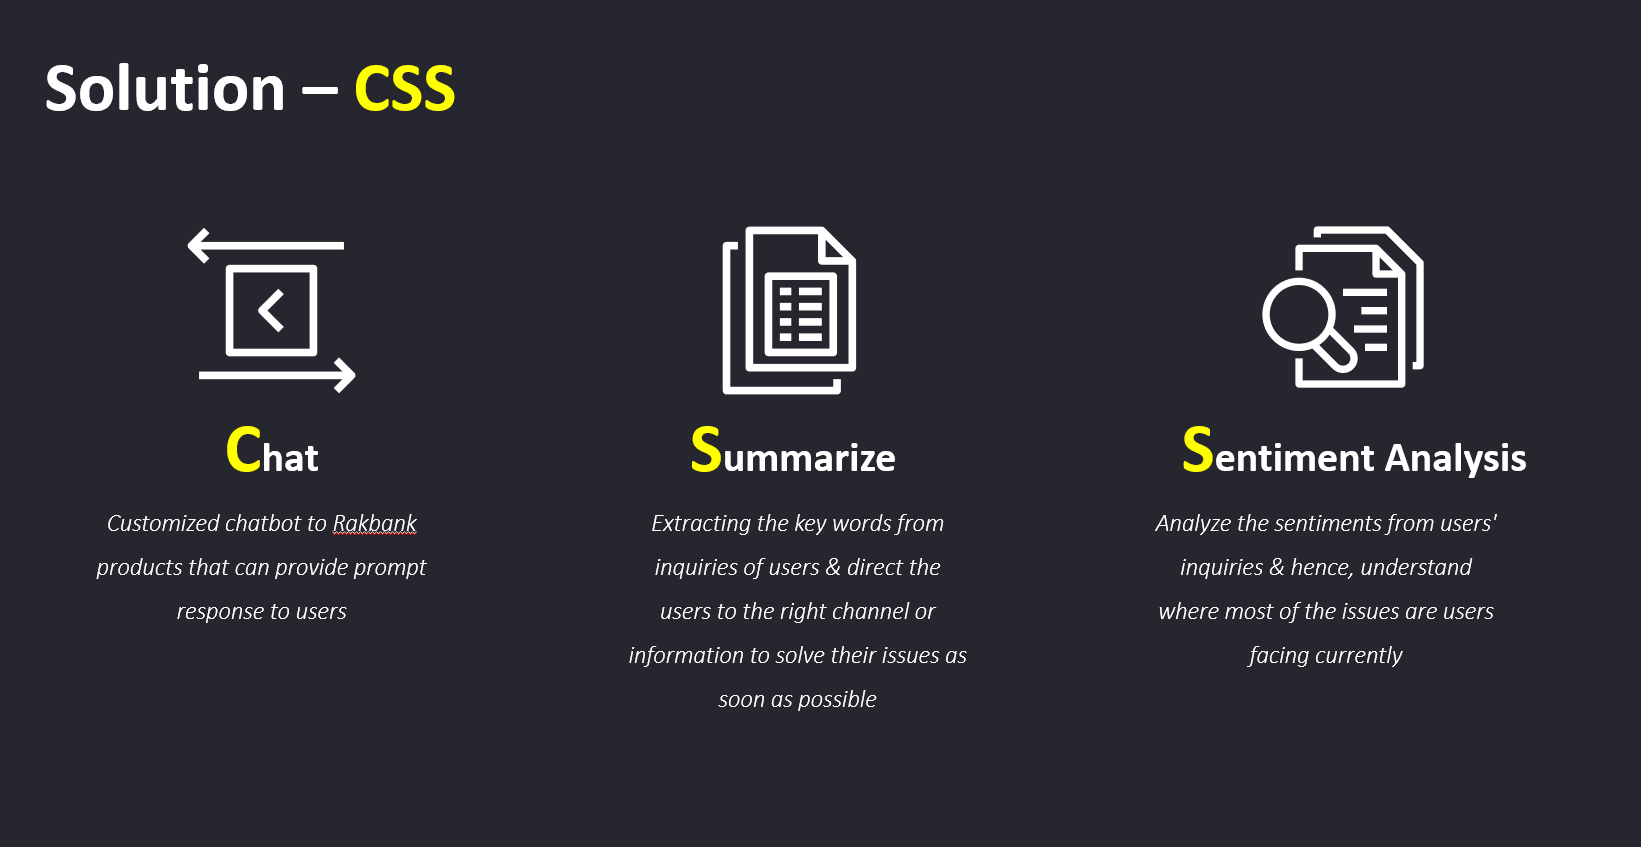 Solution – CSS
Chat
Customized chatbot to Rakbank
products that can provide prompt
response to users
Summarize
Extracting the key words from
inquiries of users & direct the
users to the right channel or
information to solve their issues as
soon as possible
Sentiment Analysis
Analyze the sentiments from users'
inquiries & hence, understand
where most of the issues are users
facing currently